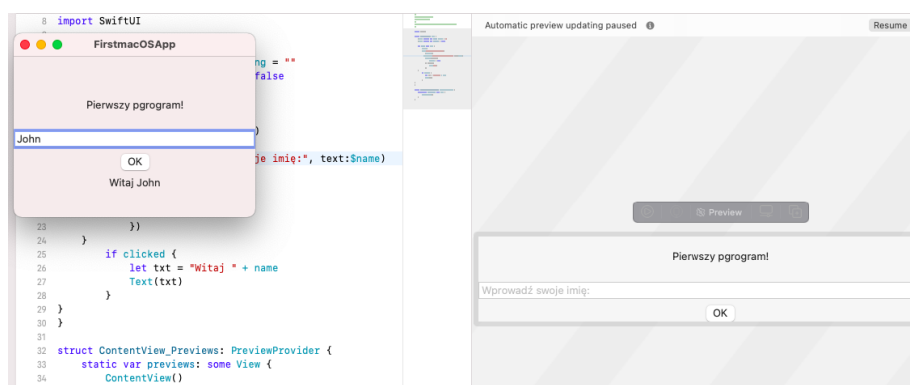 8 import SwiftUI
FirstmacOSApp
ng = ""
false
Pierwszy pgrogram!
)
John
je imię:", text:$name)
OK
Witaj John
23 })
24 }
25 if clicked {
26 let txt = "Witaj " + name
27 Text(txt)
28 }
29 }
30 }
31
32 struct ContentView_Previews: PreviewProvider {
33 static var previews: some View {
34 ContentView()
Automatic preview updating paused
Resume
Preview
Pierwszy pgrogram!
Wprowadź swoje imię:
OK